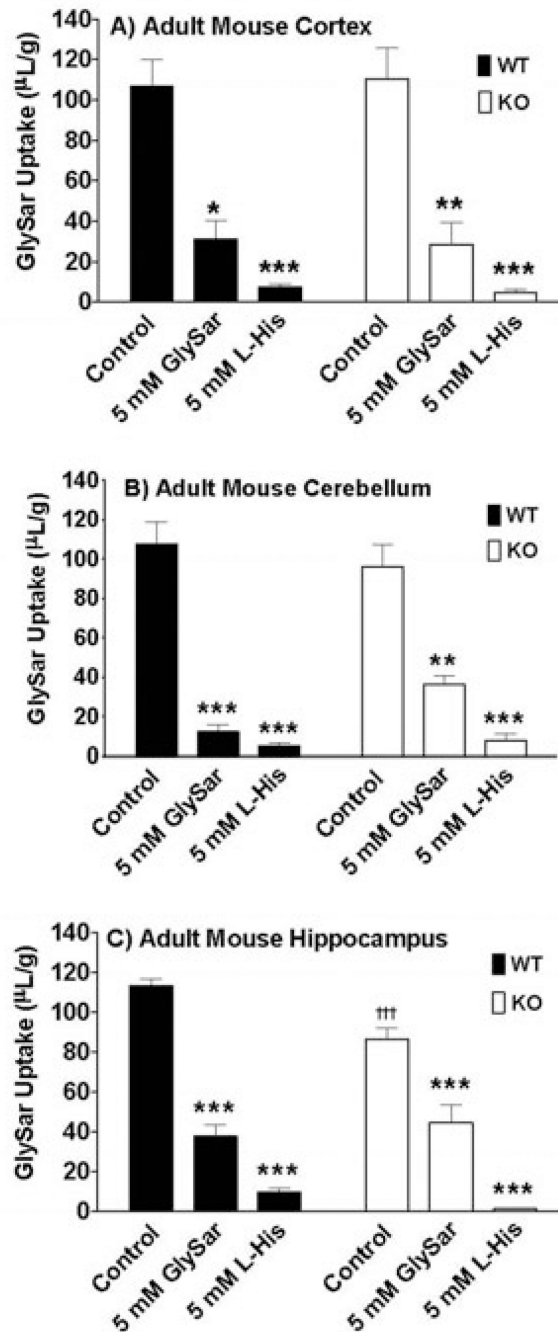 A) Adult Mouse Cortex
GlySar Uptake (µL/g)
140
120
100
80
60
40
20
0
WT
KO
*
***
**
***
Control
5 mM GlySar
5 mM L-His
Control
5 mM GlySar
5 mM L-His
B) Adult Mouse Cerebellum
GlySar Uptake (µL/g)
140
120
100
80
60
40
20
0
WT
KO
***
***
**
***
Control
5 mM GlySar
5 mM L-His
Control
5 mM GlySar
5 mM L-His
C) Adult Mouse Hippocampus
GlySar Uptake (µL/g)
140
120
100
80
60
40
20
0
WT
KO
***
***
†††
***
***
Control
5 mM GlySar
5 mM L-His
Control
5 mM GlySar
5 mM L-His